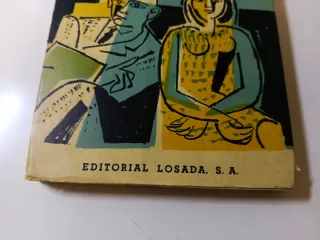 EDITORIAL LOSADA, S. A.